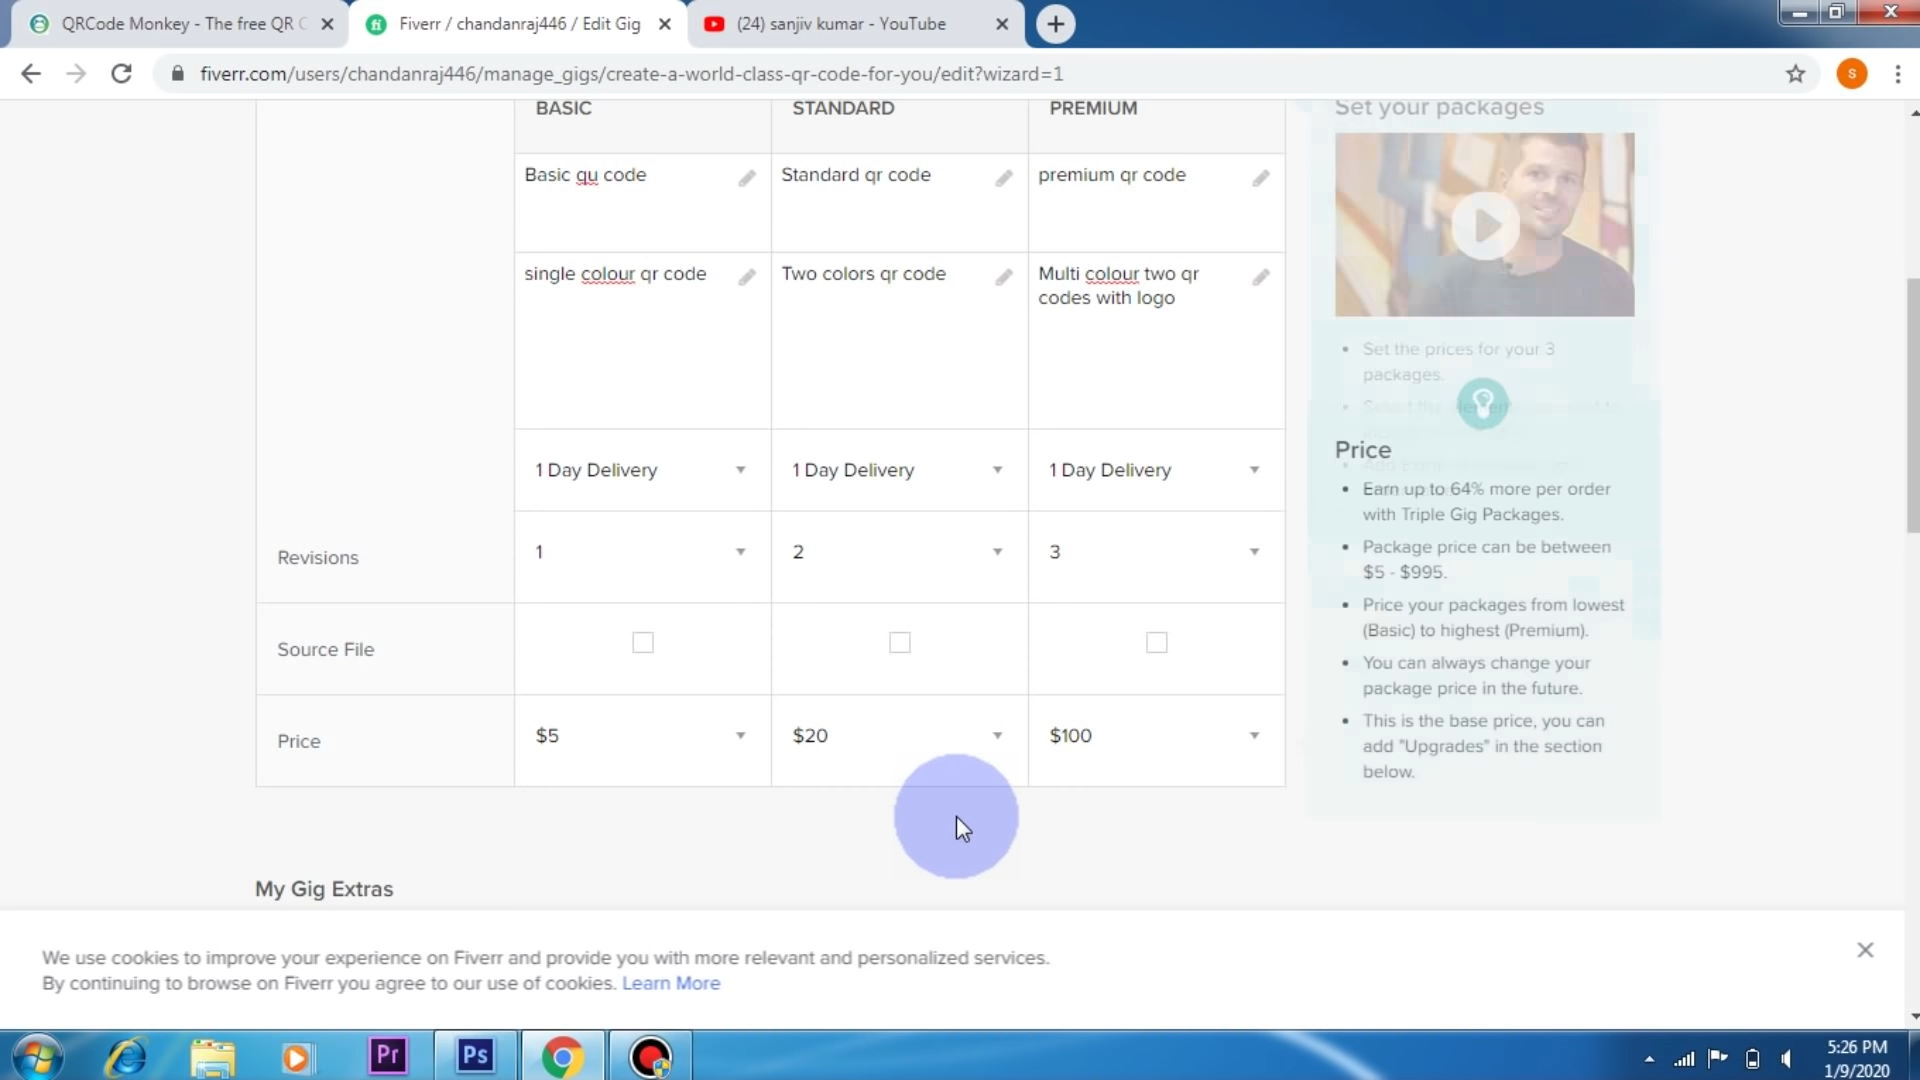 QRCode Monkey - The free QR C
Fiverr / chandanraj446 / Edit Gig
(24) sanjiv kumar - YouTube
fiverr.com/users/chandanraj446/manage_gigs/create-a-world-class-qr-code-for-you/edit?wizard=1
S
BASIC
STANDARD
PREMIUM
Basic qu code
Standard qr code
premium qr code
single colour qr code
Two colors qr code
Multi colour two qr
codes with logo
1 Day Delivery
1 Day Delivery
1 Day Delivery
Revisions
1
2
3
Source File
Price
$5
$20
$100
Set your packages
Set the prices for your 3
packages.
Price
Earn up to 64% more per order
with Triple Gig Packages.
Package price can be between
$5 - $995.
Price your packages from lowest
(Basic) to highest (Premium).
You can always change your
package price in the future.
This is the base price, you can
add "Upgrades" in the section
below.
My Gig Extras
We use cookies to improve your experience on Fiverr and provide you with more relevant and personalized services.
By continuing to browse on Fiverr you agree to our use of cookies. Learn More
Pr
Ps
5:26 PM
1/9/2020